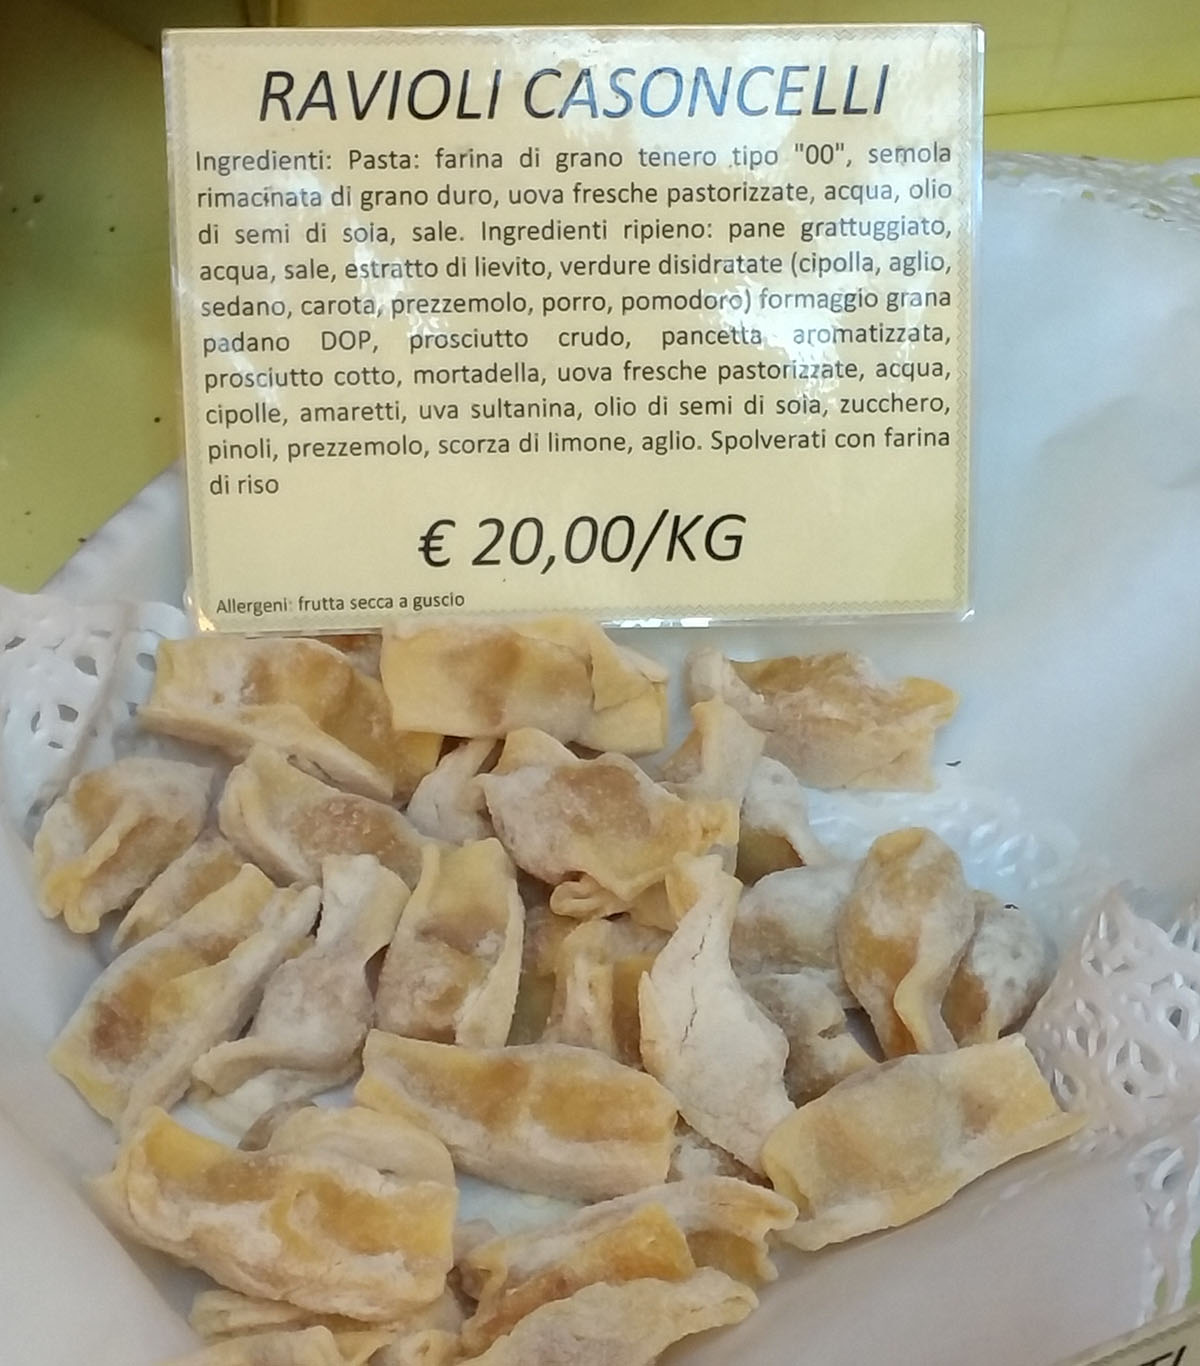 RAVIOLI CASONCELLI
Ingredienti: Pasta: farina di grano tenero tipo "00", semola
rimacinata di grano duro, uova fresche pastorizzate, acqua, olio
di semi di soia, sale. Ingredienti ripieno: pane grattuggiato,
acqua, sale, estratto di lievito, verdure disidratate (cipolla, aglio,
sedano, carota, prezzemolo, porro, pomodoro) formaggio grana
padano DOP, prosciutto crudo, pancetta aromatizzata,
prosciutto cotto, mortadella, uova fresche pastorizzate, acqua,
cipolle, amaretti, uva sultanina, olio di semi di soia, zucchero,
pinoli, prezzemolo, scorza di limone, aglio. Spolverati con farina
di riso
€ 20,00/KG
Allergeni: frutta secca a guscio